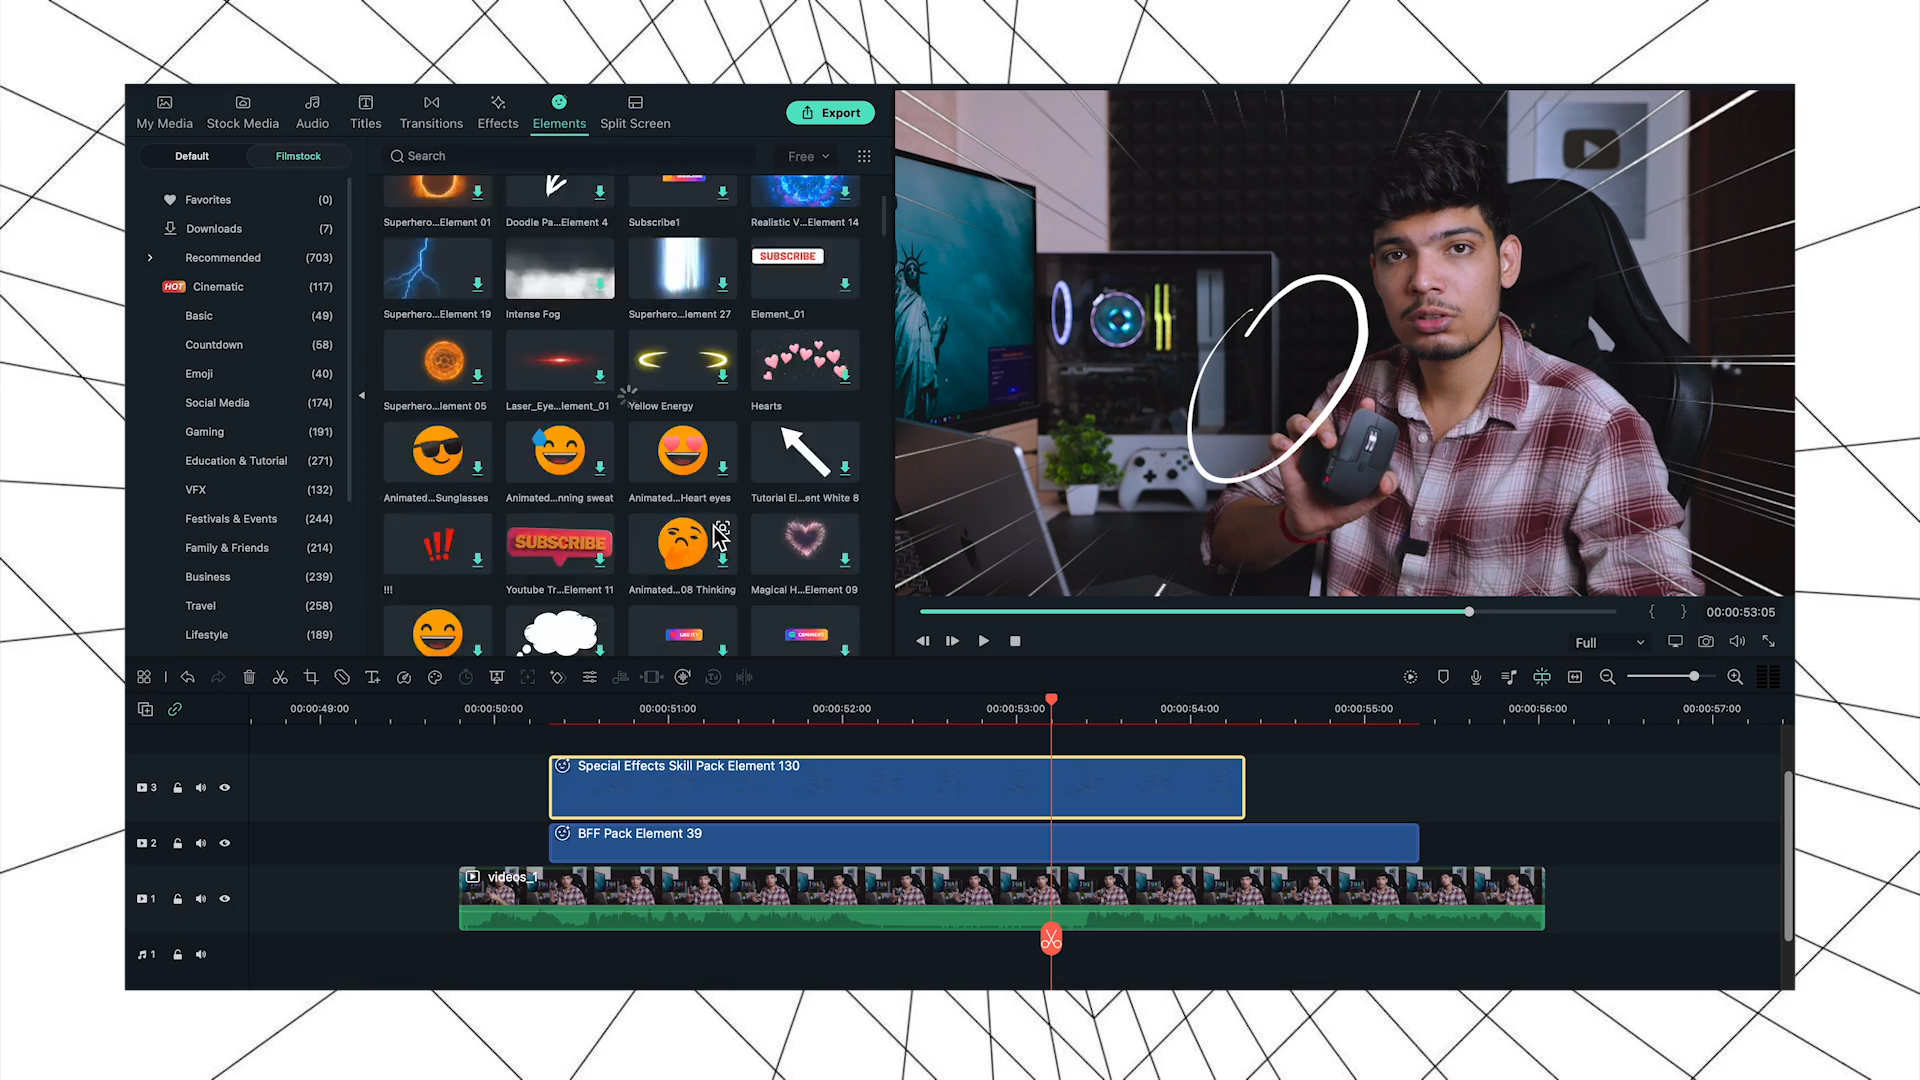 My Media
Stock Media
Audio
Titles
Transitions
Effects
Elements
Split Screen
Export
Default
Filmstock
Search
Free
Favorites (0)
Downloads (7)
Recommended (703)
HOT Cinematic (117)
Basic (49)
Countdown (58)
Emoji (40)
Social Media (174)
Gaming (191)
Education & Tutorial (271)
VFX (132)
Festivals & Events (244)
Family & Friends (214)
Business (239)
Travel (258)
Lifestyle (189)
Superhero...Element 01
Doodle Pa...Element 4
Subscribe1
Realistic V...Element 14
SUBSCRIBE
Superhero...Element 19
Intense Fog
Superhero...lement 27
Element_01
Superhero...lement 05
Laser_Eye...lement_01
Yellow Energy
Hearts
Animated...Sunglasses
Animated...nning sweat
Animated...Heart eyes
Tutorial El...ent White 8
!!!
SUBSCRIBE
!!!
Youtube Tr...Element 11
Animated...08 Thinking
Magical H...Element 09
LIKE IT!
COMMENT
{ } 00:00:53:05
Full
00:00:49:00
00:00:50:00
00:00:51:00
00:00:52:00
00:00:53:00
00:00:54:00
00:00:55:00
00:00:56:00
00:00:57:00
3
Special Effects Skill Pack Element 130
2
BFF Pack Element 39
1
videos_1
1